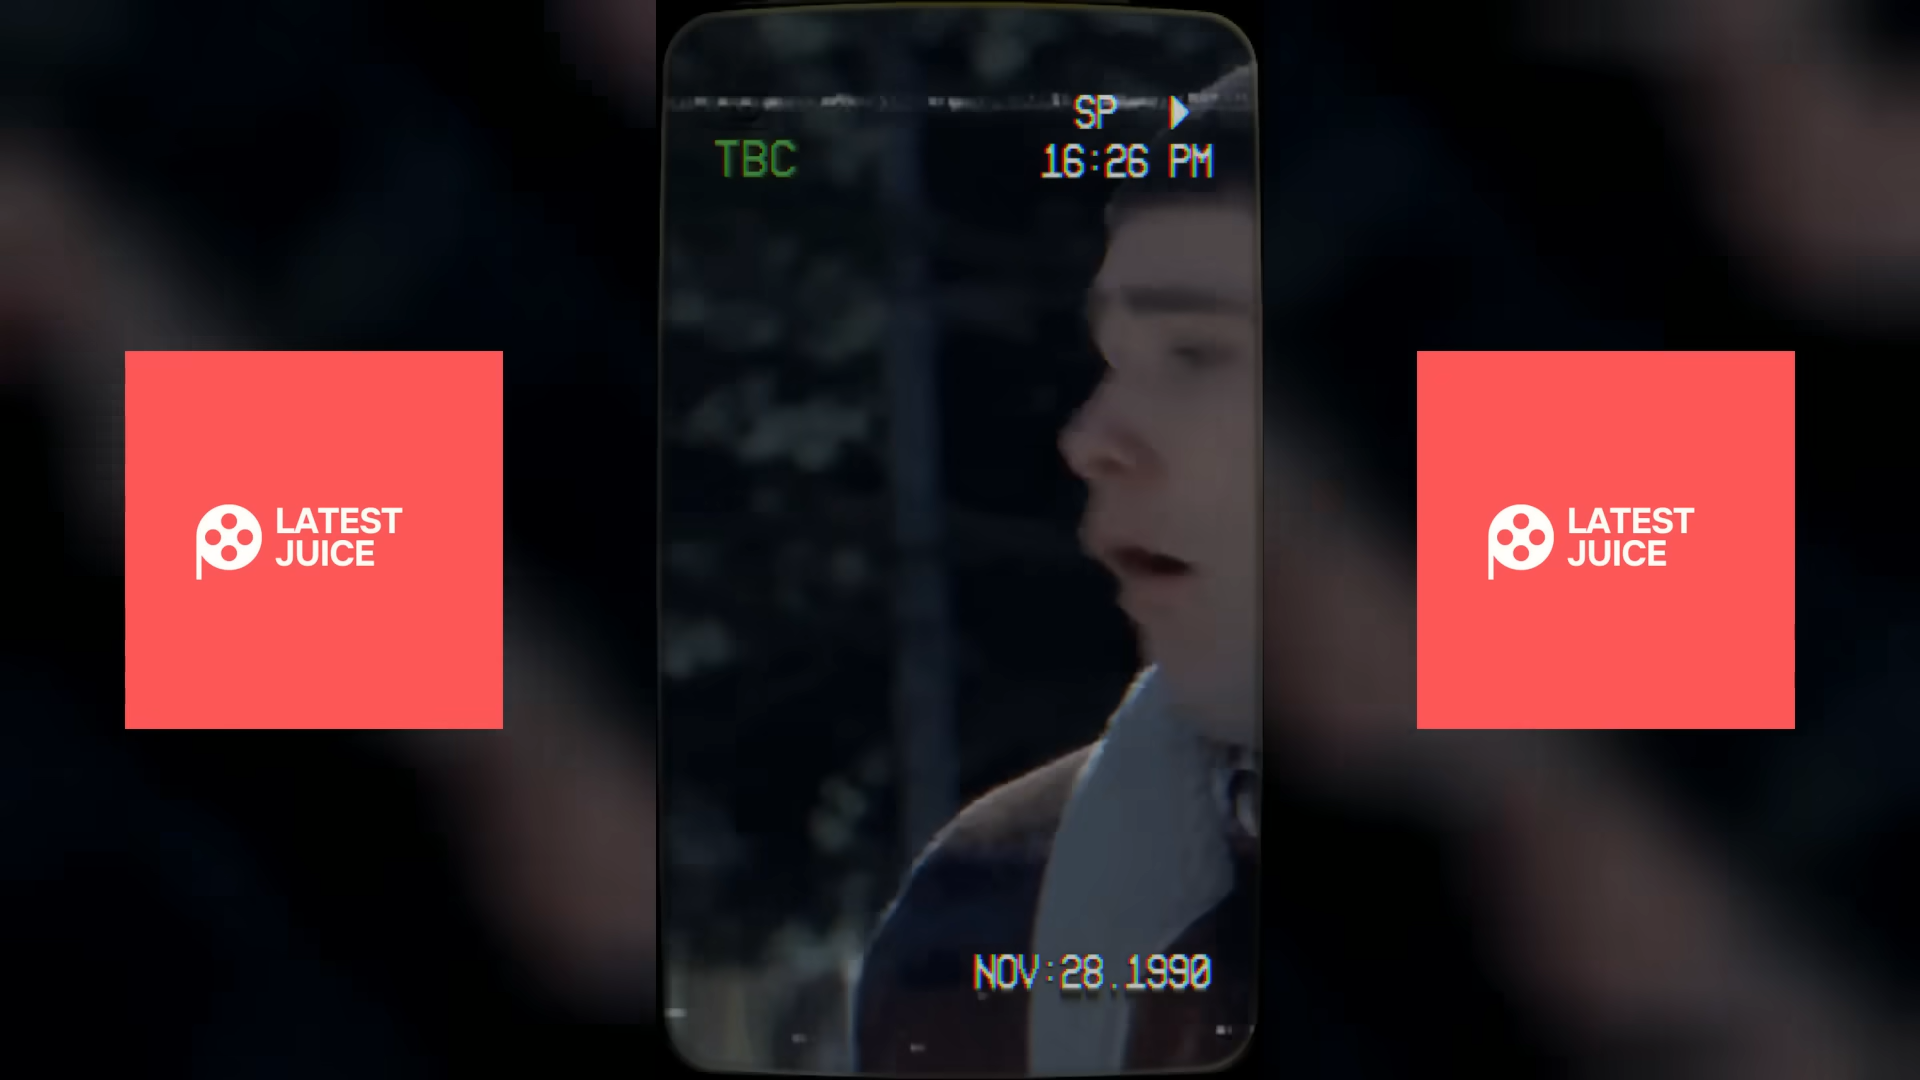 SP
TBC
16:26 PM
LATEST
JUICE
LATEST
JUICE
NOV:28.1990